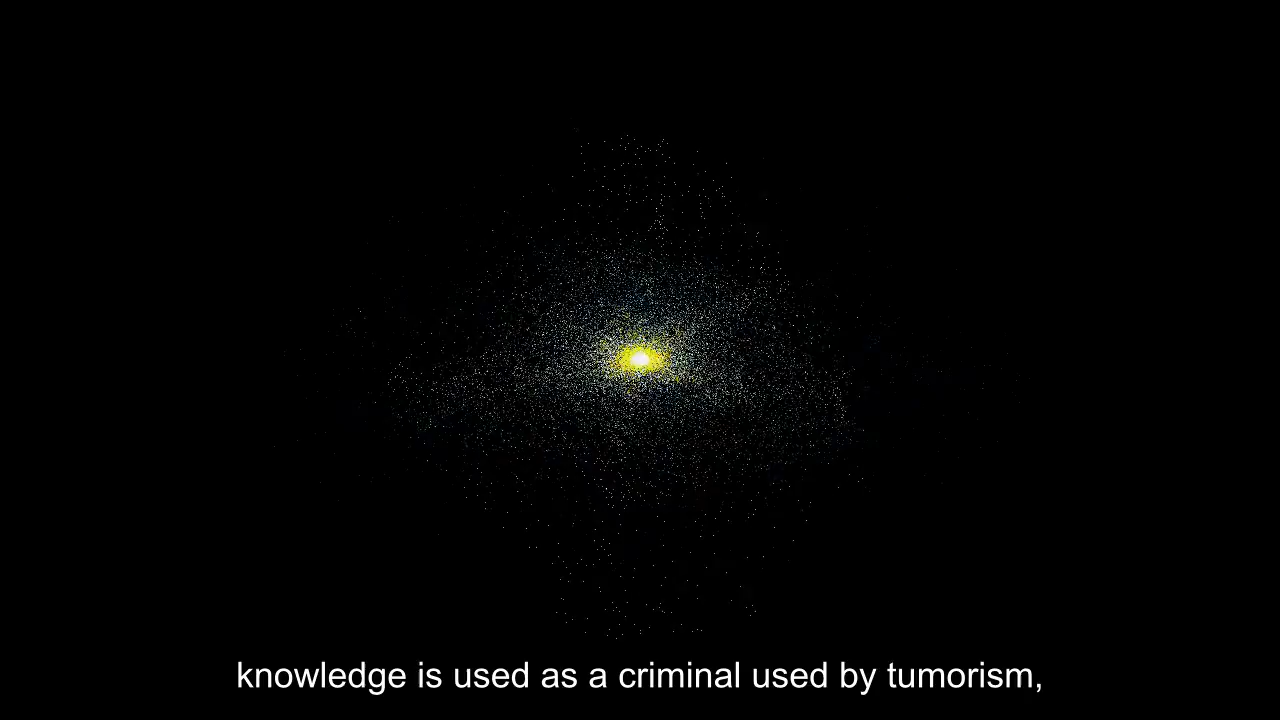 knowledge is used as a criminal used by tumorism,